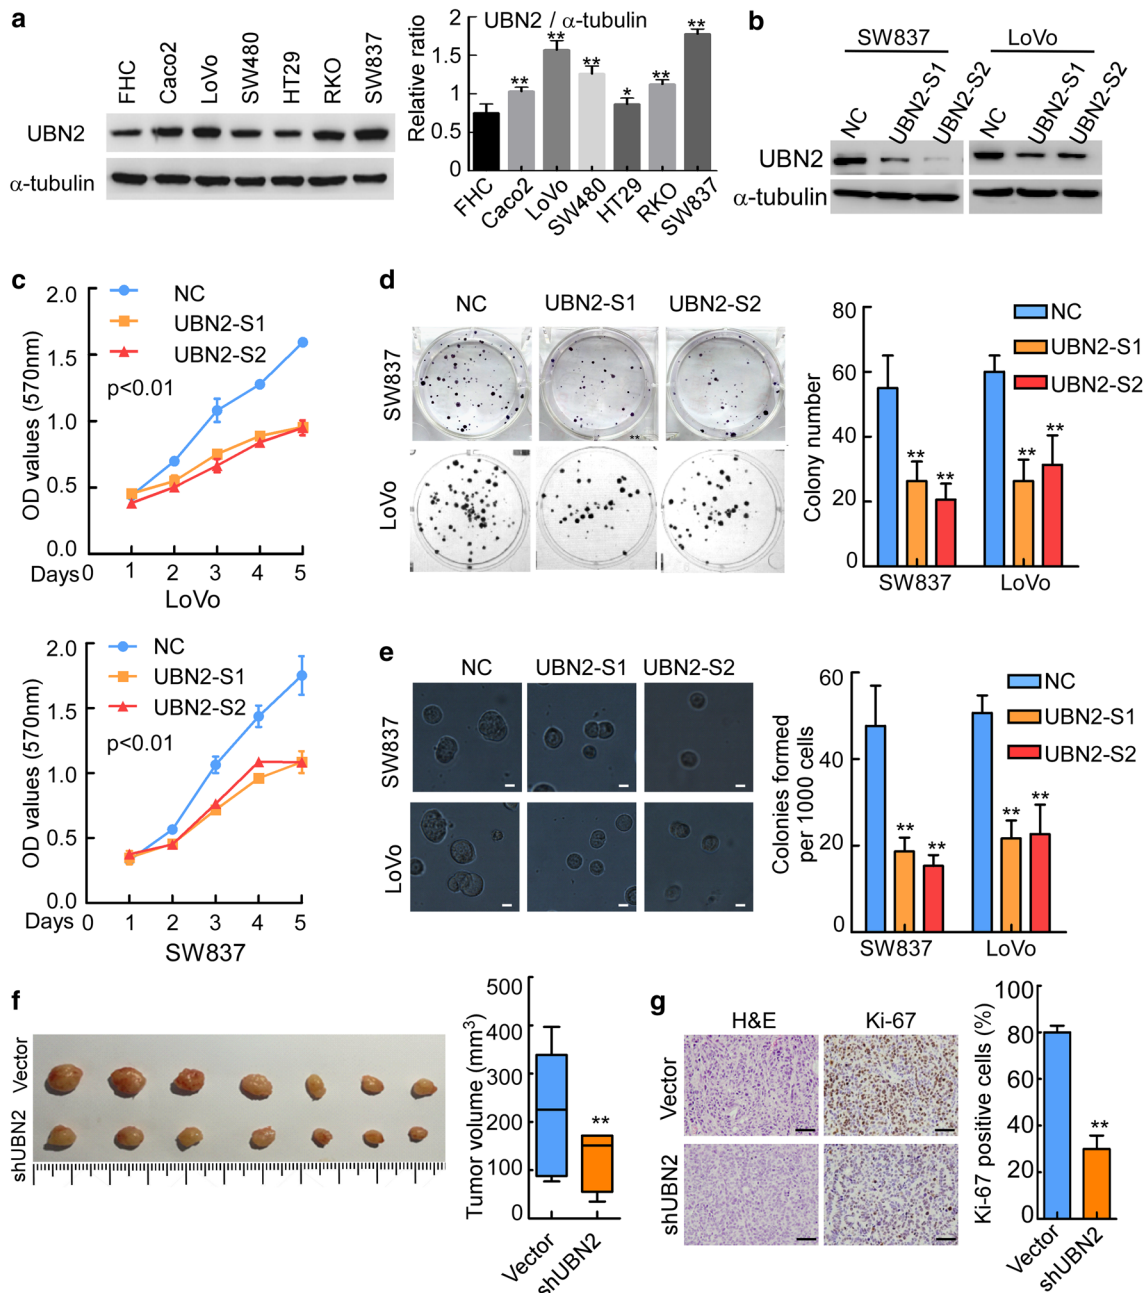 a
FHC
Caco2
LoVo
SW480
HT29
RKO
SW837
UBN2
α-tubulin
UBN2 / α-tubulin
Relative ratio
2
1.5
1
0.5
0
**
**
**
*
**
**
FHC
Caco2
LoVo
SW480
HT29
RKO
SW837
b
SW837
LoVo
NC
UBN2-S1
UBN2-S2
NC
UBN2-S1
UBN2-S2
UBN2
α-tubulin
c
OD values (570nm)
2.0
1.5
1.0
0.5
0.0
NC
UBN2-S1
UBN2-S2
p<0.01
Days 0 1 2 3 4 5
LoVo
OD values (570nm)
2.0
1.5
1.0
0.5
0.0
NC
UBN2-S1
UBN2-S2
p<0.01
Days 0 1 2 3 4 5
SW837
d
NC UBN2-S1 UBN2-S2
SW837
**
LoVo
Colony number
80
60
40
20
0
NC
UBN2-S1
UBN2-S2
** ** ** **
SW837 LoVo
e
NC UBN2-S1 UBN2-S2
SW837
LoVo
Colonies formed
per 1000 cells
60
40
20
0
NC
UBN2-S1
UBN2-S2
** ** ** **
SW837 LoVo
f
Vector
shUBN2
Tumor volume (mm³)
500
400
300
200
100
0
**
Vector
shUBN2
g
H&E Ki-67
Vector
shUBN2
Ki-67 positive cells (%)
100
80
60
40
20
0
**
Vector
shUBN2